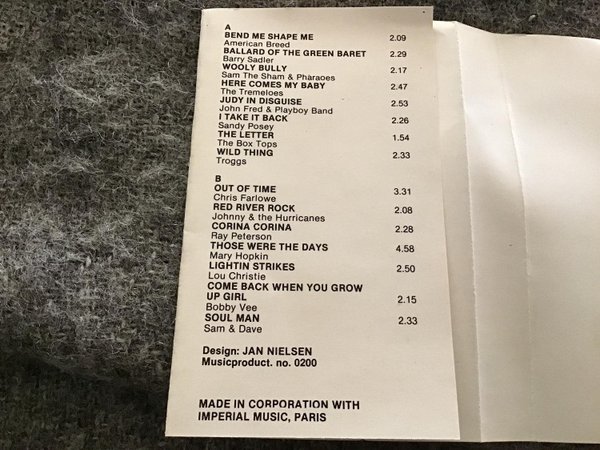 A
BEND ME SHAPE ME 2.09
American Breed
BALLARD OF THE GREEN BARET 2.29
Barry Sadler
WOOLY BULLY 2.17
Sam The Sham & Pharaoes
HERE COMES MY BABY 2.47
The Tremeloes
JUDY IN DISGUISE 2.53
John Fred & Playboy Band
I TAKE IT BACK 2.26
Sandy Posey
THE LETTER 1.54
The Box Tops
WILD THING 2.33
Troggs
B
OUT OF TIME 3.31
Chris Farlowe
RED RIVER ROCK 2.08
Johnny & the Hurricanes
CORINA CORINA 2.28
Ray Peterson
THOSE WERE THE DAYS 4.58
Mary Hopkin
LIGHTIN STRIKES 2.50
Lou Christie
COME BACK WHEN YOU GROW
UP GIRL 2.15
Bobby Vee
SOUL MAN 2.33
Sam & Dave
Design: JAN NIELSEN
Musicproduct. no. 0200
MADE IN CORPORATION WITH
IMPERIAL MUSIC, PARIS